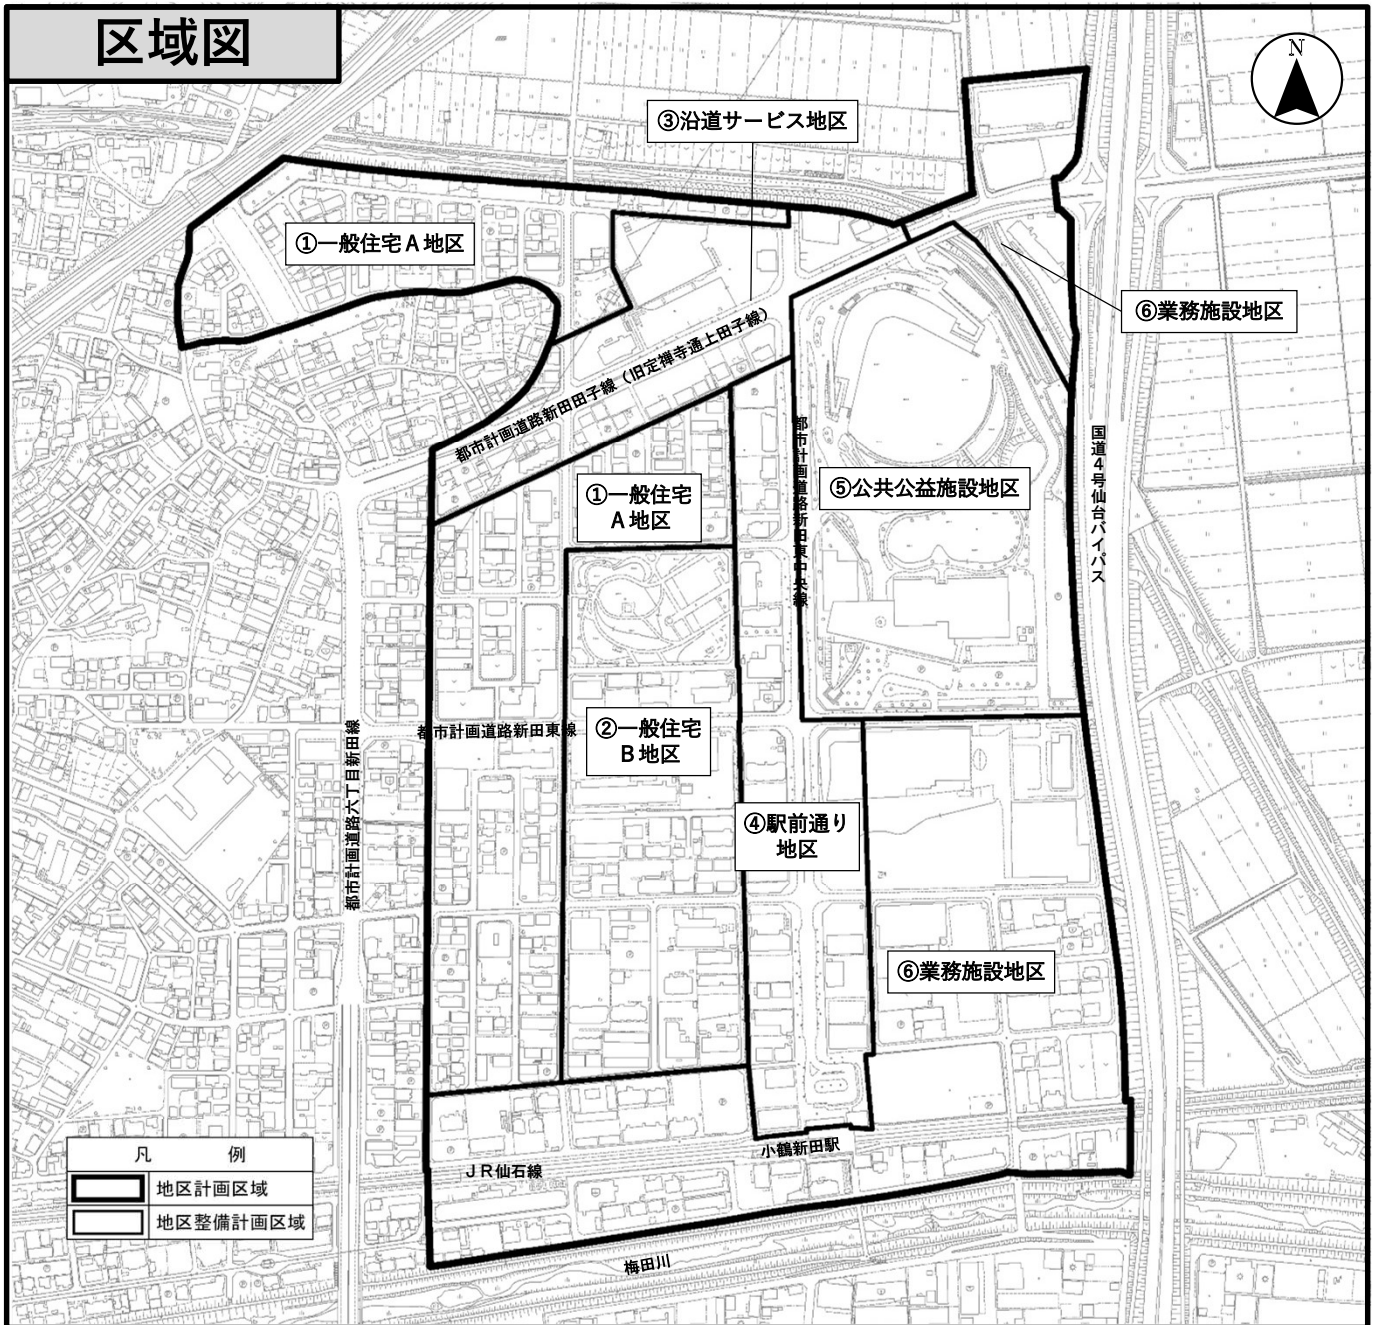 区域図
N
③沿道サービス地区
①一般住宅A地区
⑥業務施設地区
都市計画道路新田田子線（旧定禅寺通上田子線）
都市計画道路新田東中央線
国道4号仙台バイパス
①一般住宅
A地区
⑤公共公益施設地区
都市計画道路新田東線
②一般住宅
B地区
都市計画道路六丁目新田線
④駅前通り
地区
⑥業務施設地区
小鶴新田駅
JR仙石線
梅田川
凡 例
地区計画区域
地区整備計画区域